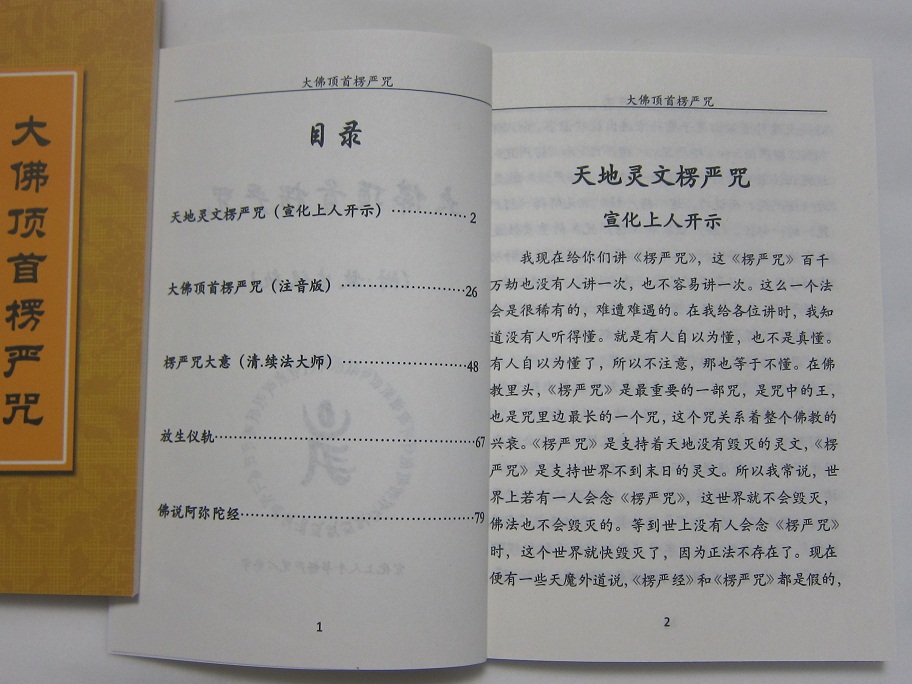 大佛顶首楞严咒
大佛顶首楞严咒
目录
天地灵文楞严咒（宣化上人开示）··············2
大佛顶首楞严咒（注音版）··············26
楞严咒大意（清.续法大师）··············48
放生仪轨··············67
佛说阿弥陀经··············79
1
大佛顶首楞严咒
天地灵文楞严咒
宣化上人开示
我现在给你们讲《楞严咒》，这《楞严咒》百千
万劫也没有人讲一次，也不容易讲一次。这么一个法
会是很稀有的，难遭难遇的。在我给各位讲时，我知
道没有人听得懂。就是有人自以为懂，也不是真懂。
有人自以为懂了，所以不注意，那也等于不懂。在佛
教里头，《楞严咒》是最重要的一部咒，是咒中的王，
也是咒里边最长的一个咒，这个咒关系着整个佛教的
兴衰。《楞严咒》是支持着天地没有毁灭的灵文，《楞
严咒》是支持世界不到末日的灵文。所以我常说，世
界上若有一人会念《楞严咒》，这世界就不会毁灭，
佛法也不会毁灭的。等到世上没有人会念《楞严咒》
时，这个世界就快毁灭了，因为正法不存在了。现在
便有一些天魔外道说，《楞严经》和《楞严咒》都是假的，
2